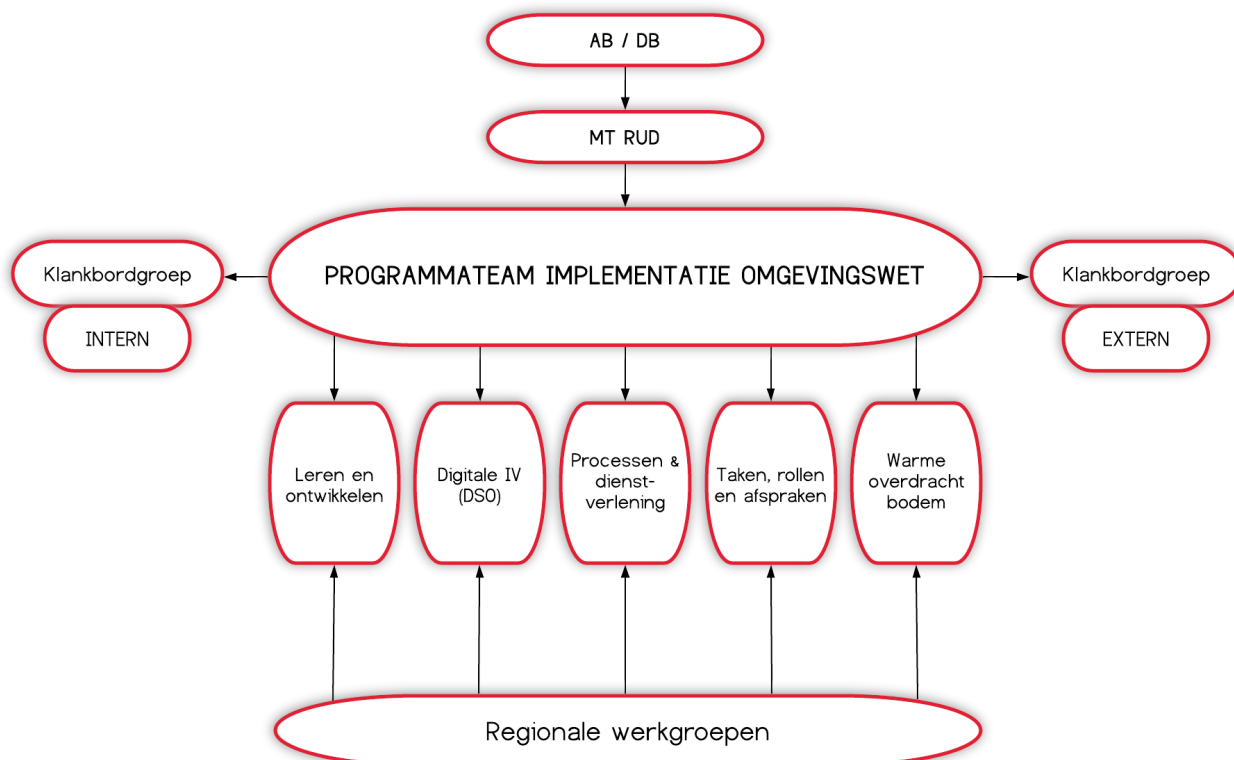 AB / DB
MT RUD
PROGRAMMATEAM IMPLEMENTATIE OMGEVINGSWET
Klankbordgroep
INTERN
Klankbordgroep
EXTERN
Leren en
ontwikkelen
Digitale IV
(DSO)
Processen &
dienst-
verlening
Taken, rollen
en afspraken
Warme
overdracht
bodem
Regionale werkgroepen